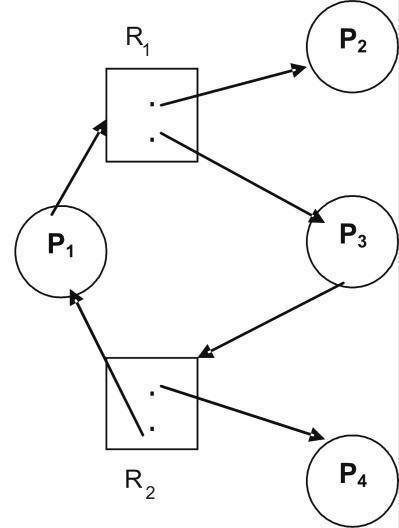 R₁
P₂
P₁
P₃
R₂
P₄